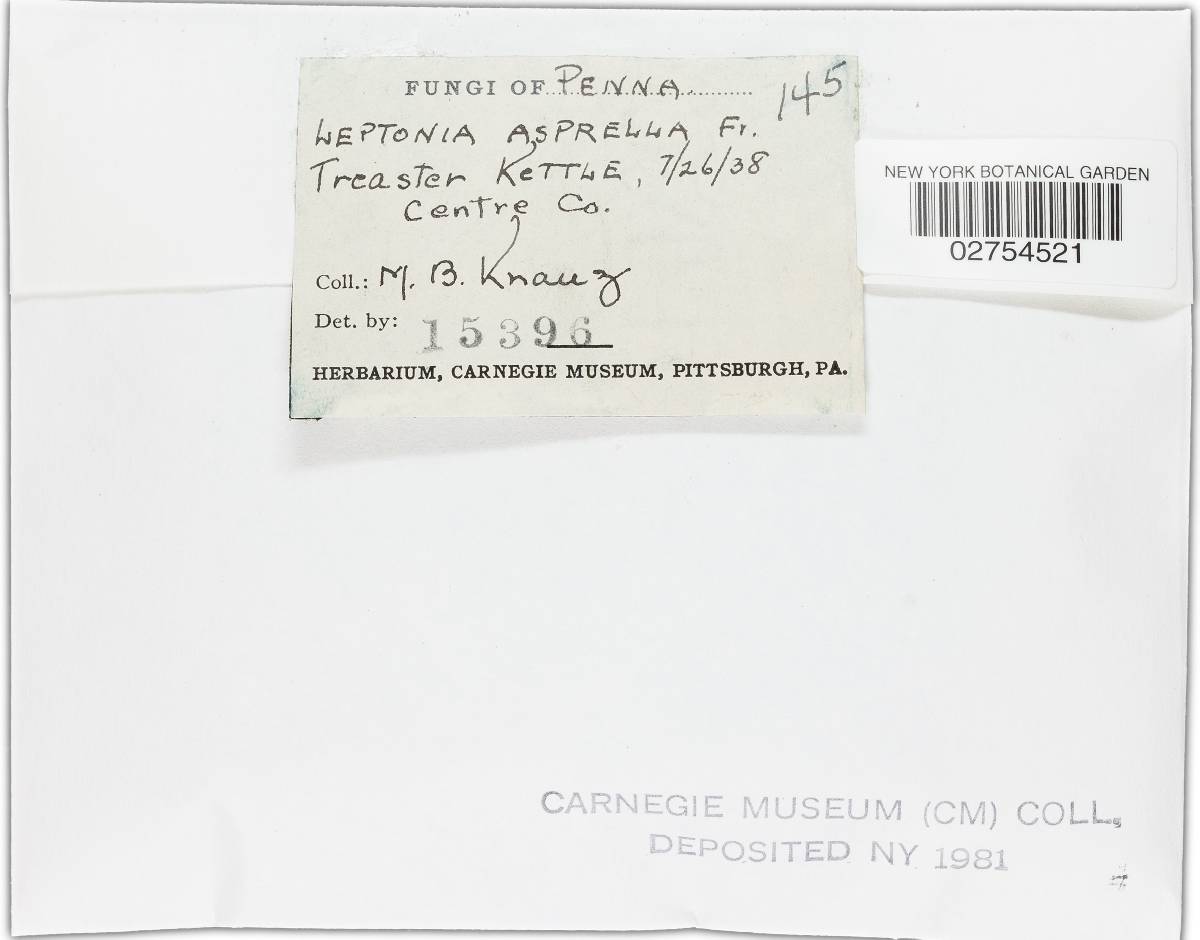 FUNGI OF PENNA
145
LEPTONIA ASPRELLA Fr.
Treaster KETTLE, 7/26/38
Centre Co.
Coll.: M. B. Knauz
Det. by:
15396
HERBARIUM, CARNEGIE MUSEUM, PITTSBURGH, PA.
NEW YORK BOTANICAL GARDEN
02754521
CARNEGIE MUSEUM (CM) COLL.
DEPOSITED NY 1981